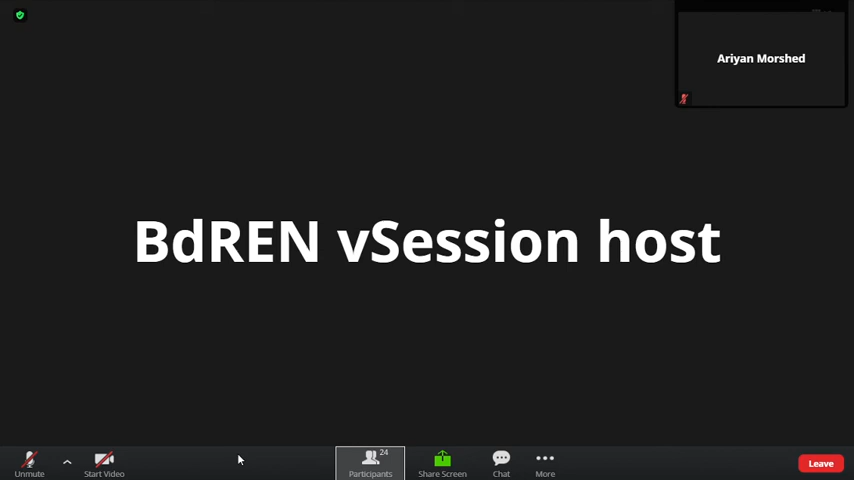 Ariyan Morshed
BdREN vSession host
24
Unmute
Start Video
Participants
Share Screen
Chat
More
Leave